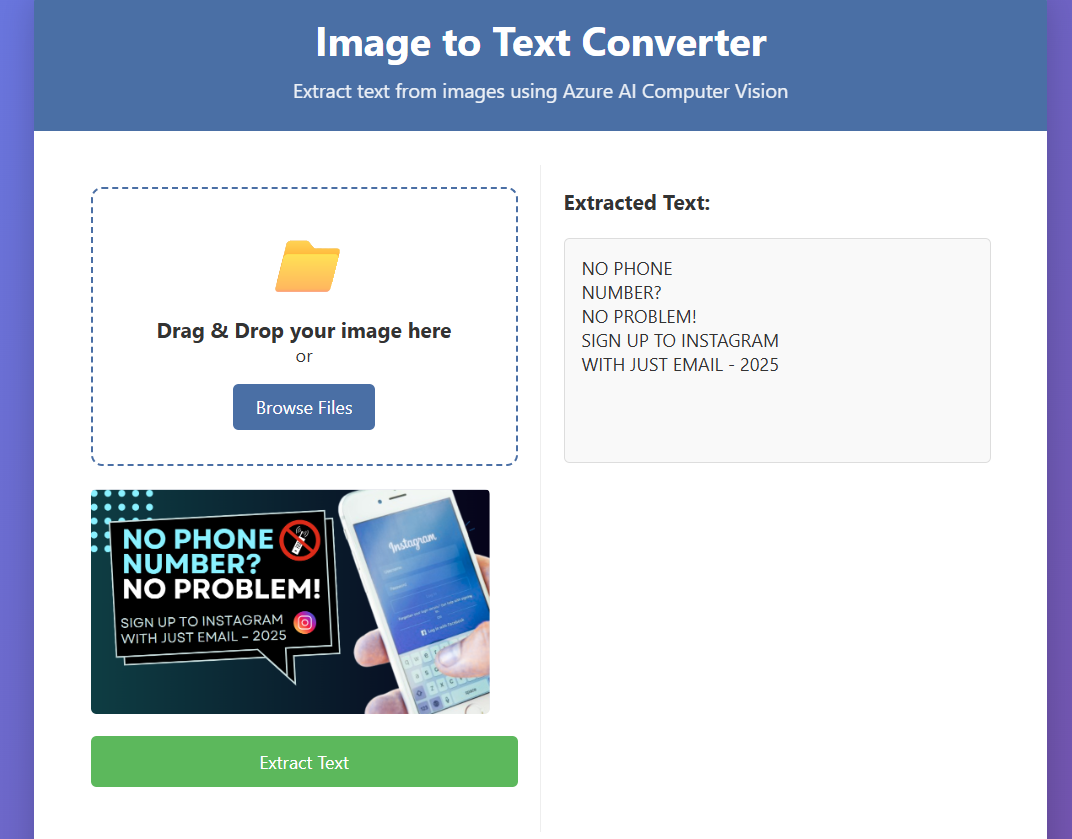 Image to Text Converter
Extract text from images using Azure AI Computer Vision
Drag & Drop your image here
or
Browse Files
NO PHONE
NUMBER?
NO PROBLEM!
SIGN UP TO INSTAGRAM
WITH JUST EMAIL – 2025
Instagram
Extract Text
Extracted Text:
NO PHONE
NUMBER?
NO PROBLEM!
SIGN UP TO INSTAGRAM
WITH JUST EMAIL - 2025